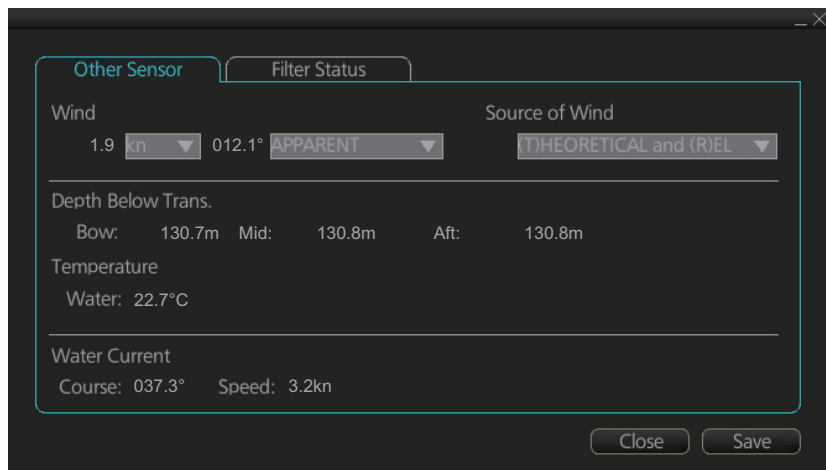 Other Sensor Filter Status
Wind Source of Wind
1.9 kn 012.1° APPARENT (T)HEORETICAL and (R)EL
Depth Below Trans.
Bow: 130.7m Mid: 130.8m Aft: 130.8m
Temperature
Water: 22.7°C
Water Current
Course: 037.3° Speed: 3.2kn
Close Save